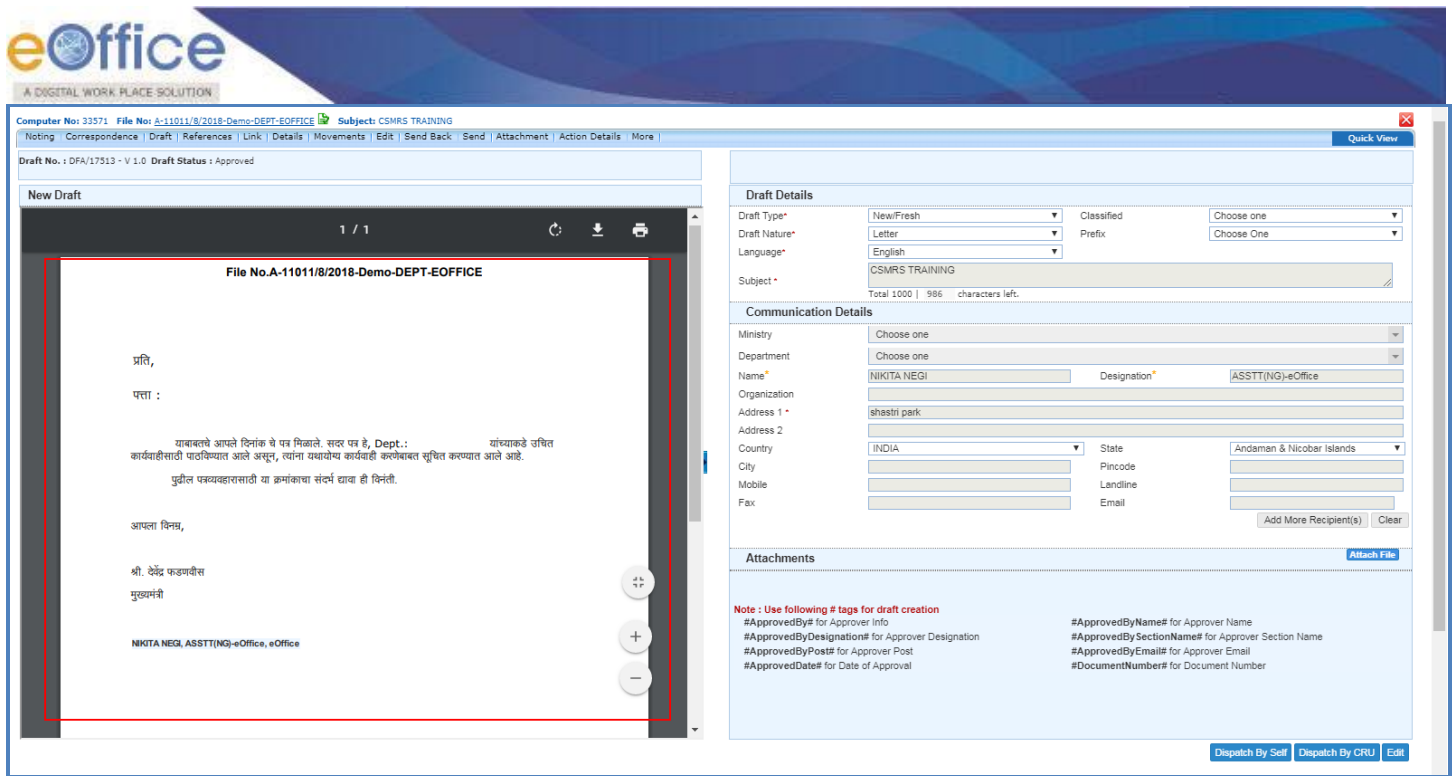 eOffice
A DIGITAL WORK PLACE SOLUTION
Computer No: 33571 File No: A-11011/8/2018-Demo-DEPT-EOFFICE Subject: CSMRS TRAINING
Noting | Correspondence | Draft | References | Link | Details | Movements | Edit | Send Back | Send | Attachment | Action Details | More |
Quick View
Draft No. : DFA/17513 - V 1.0 Draft Status : Approved
New Draft
1 / 1
File No.A-11011/8/2018-Demo-DEPT-EOFFICE
प्रति,
पत्ता :
याबाबतचे आपले दिनांक चे पत्र मिळाले. सदर पत्र हे, Dept.: यांच्याकडे उचित
कार्यवाहीसाठी पाठविण्यात आले असून, त्यांना यथायोग्य कार्यवाही करणेबाबत सूचित करण्यात आले आहे.
पुढील पत्रव्यवहारासाठी या क्रमांकाचा संदर्भ द्यावा ही विनंती.
आपला विनम्र,
श्री. देवेंद्र फडणवीस
मुख्यमंत्री
NIKITA NEGI, ASSTT(NG)-eOffice, eOffice
Draft Details
Draft Type* New/Fresh Classified Choose one
Draft Nature* Letter Prefix Choose One
Language* English
Subject * CSMRS TRAINING
Total 1000 | 986 characters left.
Communication Details
Ministry Choose one
Department Choose one
Name* NIKITA NEGI Designation* ASSTT(NG)-eOffice
Organization
Address 1 * shastri park
Address 2
Country INDIA State Andaman & Nicobar Islands
City Pincode
Mobile Landline
Fax Email
Add More Recipient(s) Clear
Attachments Attach File
Note : Use following # tags for draft creation
#ApprovedBy# for Approver Info #ApprovedByName# for Approver Name
#ApprovedByDesignation# for Approver Designation #ApprovedBySectionName# for Approver Section Name
#ApprovedByPost# for Approver Post #ApprovedByEmail# for Approver Email
#ApprovedDate# for Date of Approval #DocumentNumber# for Document Number
Dispatch By Self Dispatch By CRU Edit